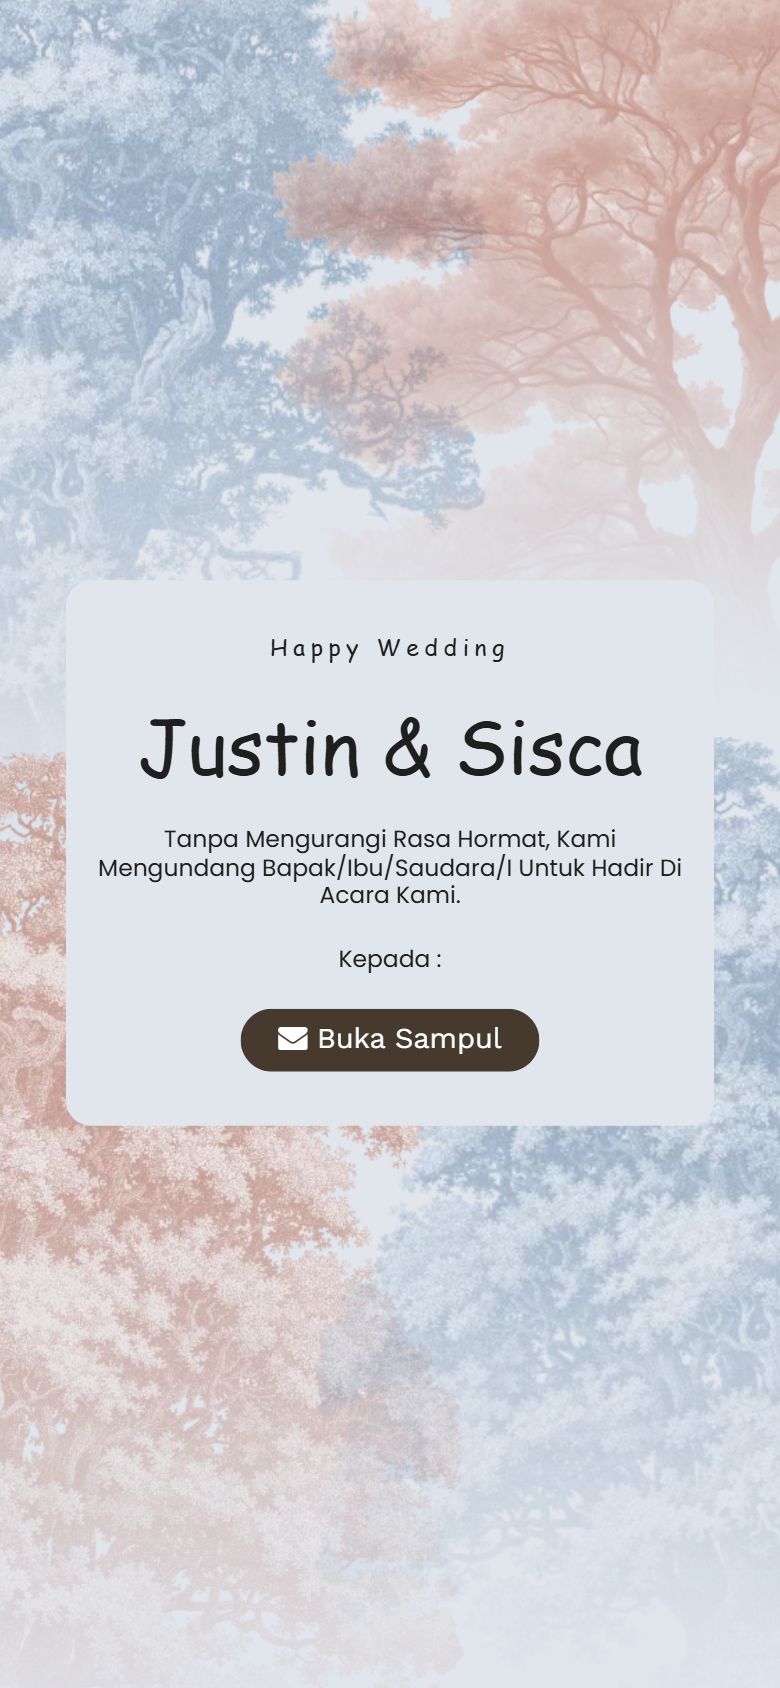 Happy Wedding
Justin & Sisca
Tanpa Mengurangi Rasa Hormat, Kami
Mengundang Bapak/Ibu/Saudara/I Untuk Hadir Di
Acara Kami.
Kepada :
Buka Sampul